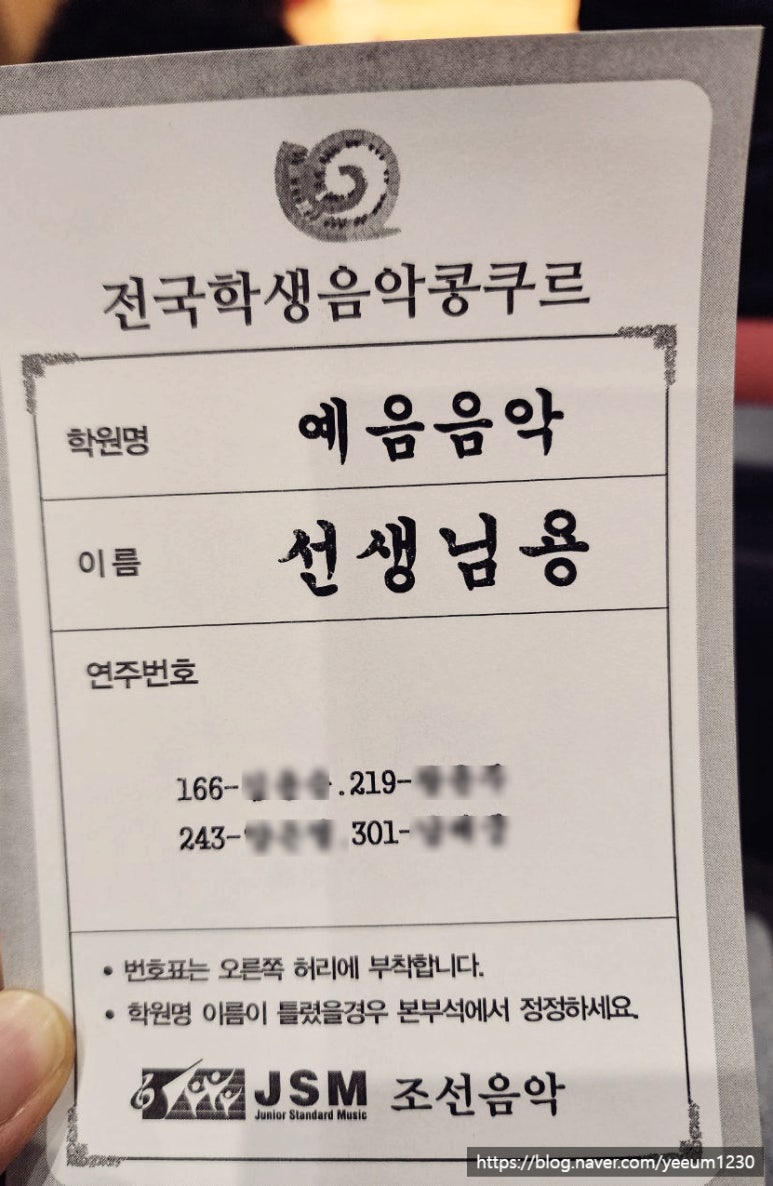 전국학생음악콩쿠르
학원명 예음음악
이름 선생님용
연주번호
166- .219-
243- . 301-
• 번호표는 오른쪽 허리에 부착합니다.
• 학원명 이름이 틀렸을경우 본부석에서 정정하세요.
JSM 조선음악
Junior Standard Music
https://blog.naver.com/yeeum1230